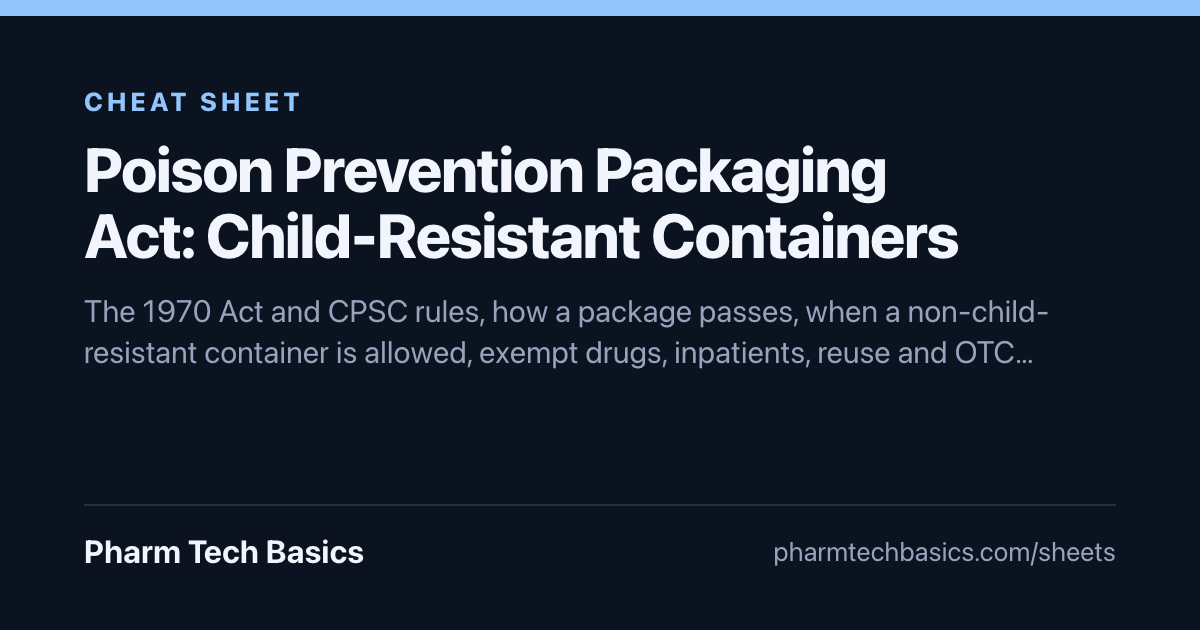 CHEAT SHEET
Poison Prevention Packaging
Act: Child-Resistant Containers
The 1970 Act and CPSC rules, how a package passes, when a non-child-
resistant container is allowed, exempt drugs, inpatients, reuse and OTC...
Pharm Tech Basics
pharmtechbasics.com/sheets